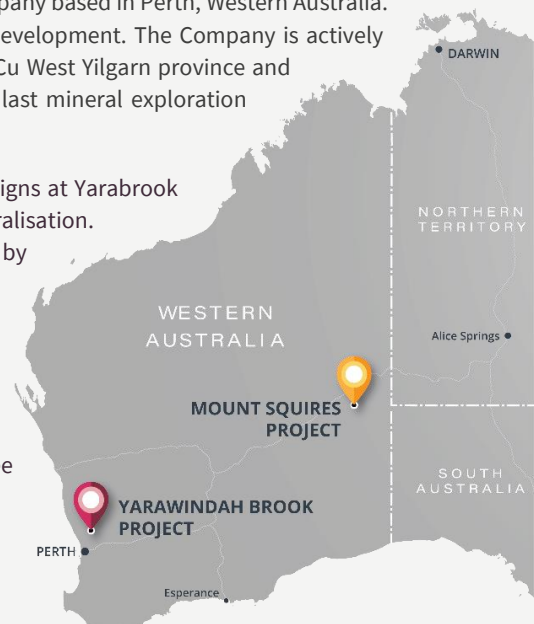 pany based in Perth, Western Australia.
evelopment. The Company is actively
Cu West Yilgarn province and
last mineral exploration
igns at Yarabrook
ralisation.
by
e
DARWIN
NORTHERN
TERRITORY
WESTERN
AUSTRALIA
Alice Springs
MOUNT SQUIRES
PROJECT
SOUTH
AUSTRALIA
YARAWINDAH BROOK
PROJECT
PERTH
Esperance